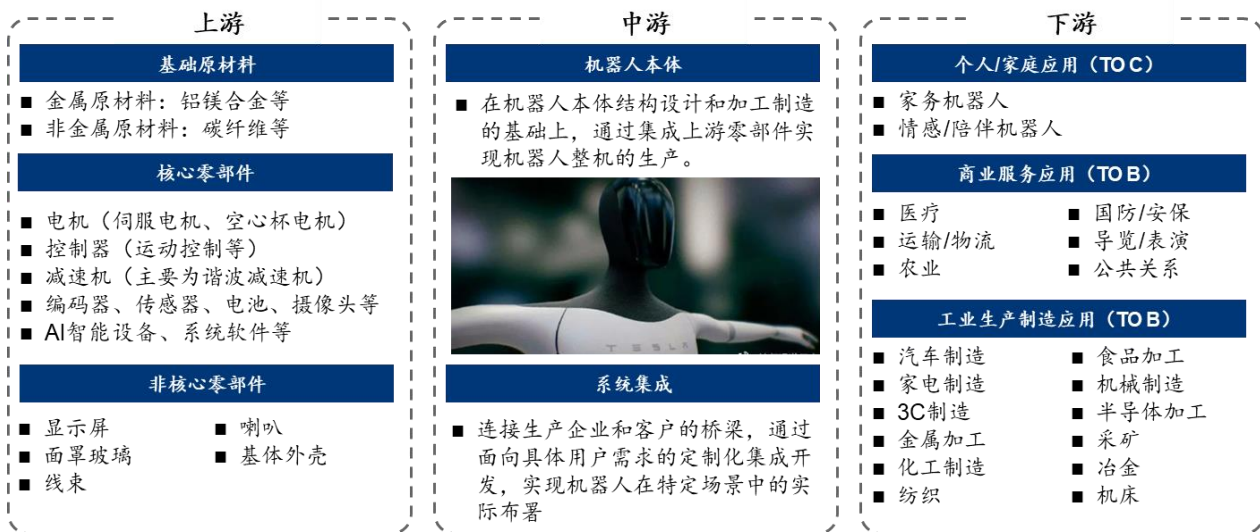 上游
基础原材料
■ 金属原材料：铝镁合金等
■ 非金属原材料：碳纤维等
核心零部件
■ 电机（伺服电机、空心杯电机）
■ 控制器（运动控制等）
■ 减速机（主要为谐波减速机）
■ 编码器、传感器、电池、摄像头等
■ AI智能设备、系统软件等
非核心零部件
■ 显示屏
■ 喇叭
■ 面罩玻璃
■ 基体外壳
■ 线束
中游
机器人本体
■ 在机器人本体结构设计和加工制造
的基础上，通过集成上游零部件实
现机器人整机的生产。
TESLA
系统集成
■ 连接生产企业和客户的桥梁，通过
面向具体用户需求的定制化集成开
发，实现机器人在特定场景中的实
际部署
下游
个人/家庭应用（TO C）
■ 家务机器人
■ 情感/陪伴机器人
商业服务应用（TO B）
■ 医疗
■ 国防/安保
■ 运输/物流
■ 导览/表演
■ 农业
■ 公共关系
工业生产制造应用（TO B）
■ 汽车制造
■ 食品加工
■ 家电制造
■ 机械制造
■ 3C制造
■ 半导体加工
■ 金属加工
■ 采矿
■ 化工制造
■ 冶金
■ 纺织
■ 机床